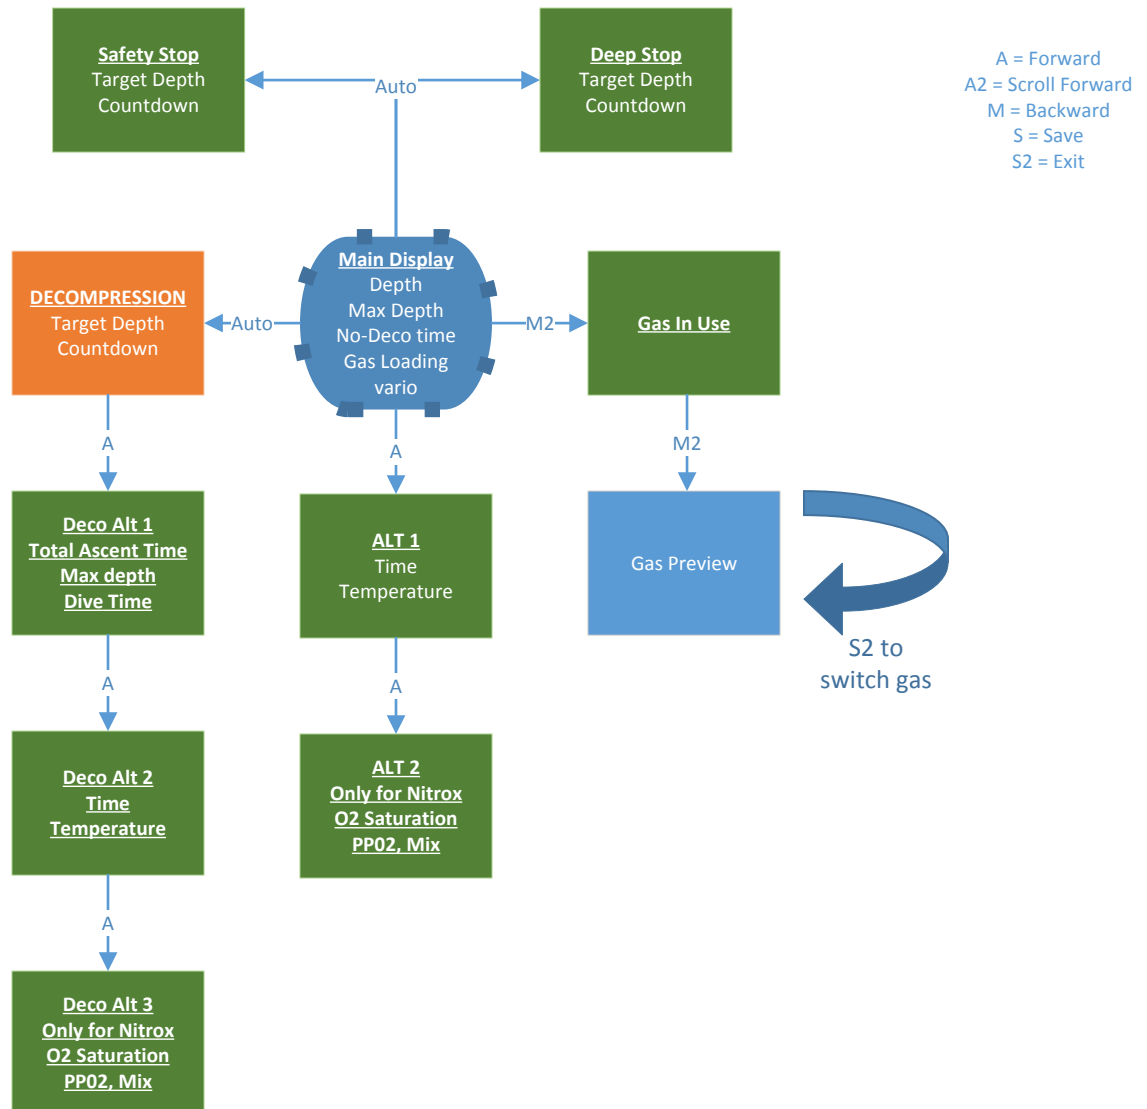 Safety Stop
Target Depth
Countdown
Deep Stop
Target Depth
Countdown
A = Forward
A2 = Scroll Forward
M = Backward
S = Save
S2 = Exit
Auto
DECOMPRESSION
Target Depth
Countdown
Auto
Main Display
Depth
Max Depth
No-Deco time
Gas Loading
vario
M2
Gas In Use
A
A
M2
Deco Alt 1
Total Ascent Time
Max depth
Dive Time
ALT 1
Time
Temperature
Gas Preview
S2 to
switch gas
A
A
Deco Alt 2
Time
Temperature
ALT 2
Only for Nitrox
O2 Saturation
PP02, Mix
A
Deco Alt 3
Only for Nitrox
O2 Saturation
PP02, Mix